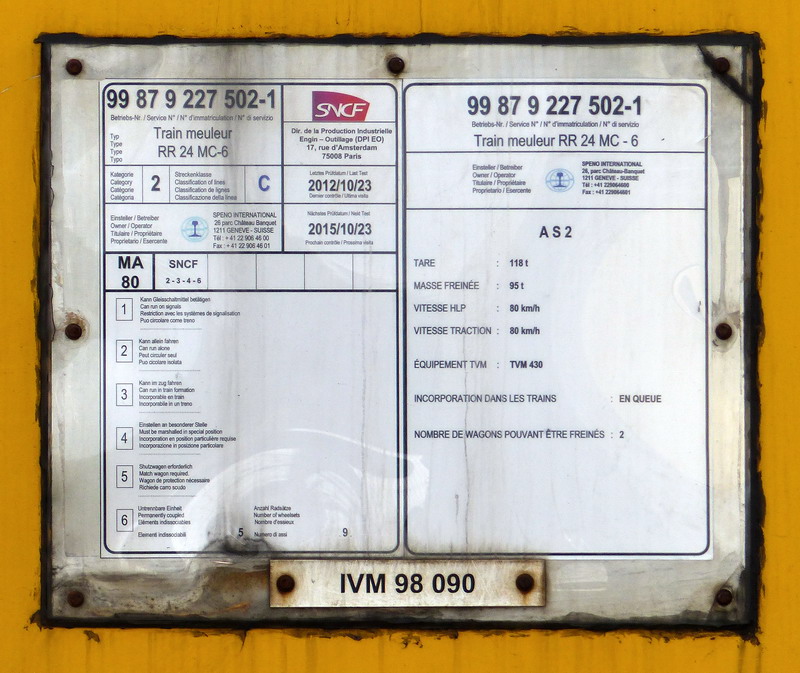 99 87 9 227 502-1
Betriebs-Nr. / Service N° / N° d'immatriculation / N° di servizio
Typ
Type
Type
Tipo
Train meuleur
RR 24 MC-6
SNCF
Dir. de la Production Industrielle
Engin – Outillage (DPI EO)
17, rue d'Amsterdam
75008 Paris
Kategorie
Category
Catégorie
Categoria
2
Streckenklasse
Classification of lines
Classification de lignes
Classificazione della linea
C
Letztes Prüfdatum / Last Test
2012/10/23
Dernier contrôle / Ultima visita
Einsteller / Betreiber
Owner / Operator
Titulaire / Propriétaire
Proprietario / Esercente
SPENO INTERNATIONAL
26 parc Château Banquet
1211 GENEVE - SUISSE
Tél : + 41 22 906 46 00
Fax : + 41 22 906 46 01
Nächstes Prüfdatum / Next Test
2015/10/23
Prochain contrôle / Prossima visita
MA
80
SNCF
2 - 3 - 4 - 6
1
Kann Gleisschaltmittel betätigen
Can run on signals
Restriction avec les systèmes de signalisation
Puo circolare come treno
2
Kann allein fahren
Can run alone
Peut circuler seul
Puo cicolare isolata
3
Kann im zug fahren
Can run in train formation
Incorporable en train
Incorporabile in un treno
4
Einstellen an besonderer Stelle
Must be marshalled in special position
Incorporation en position particulière requise
Incorporazione in posizione particolare
5
Shutzwagen erforderlich
Match wagon required.
Wagon de protection nécessaire
Richiede carro scudo
6
Untrennbare Einheit
Permanently coupled
Eléments indissociables
Elementi indissociabili
5
Anzahl Radsätze
Number of wheelsets
Nombre d'essieux
Numero di assi
9
99 87 9 227 502-1
Betriebs-Nr. / Service N° / N° d'immatriculation / N° di servizio
Train meuleur RR 24 MC - 6
Einsteller / Betreiber
Owner / Operator
Titulaire / Propriétaire
Proprietario / Esercente
SPENO INTERNATIONAL
26, parc Château Banquet
1211 GENEVE - SUISSE
Tél : +41 229064600
Fax : +41 229064601
A S 2
TARE : 118 t
MASSE FREINÉE : 95 t
VITESSE HLP : 80 km/h
VITESSE TRACTION : 80 km/h
ÉQUIPEMENT TVM : TVM 430
INCORPORATION DANS LES TRAINS : EN QUEUE
NOMBRE DE WAGONS POUVANT ÊTRE FREINÉS : 2
IVM 98 090